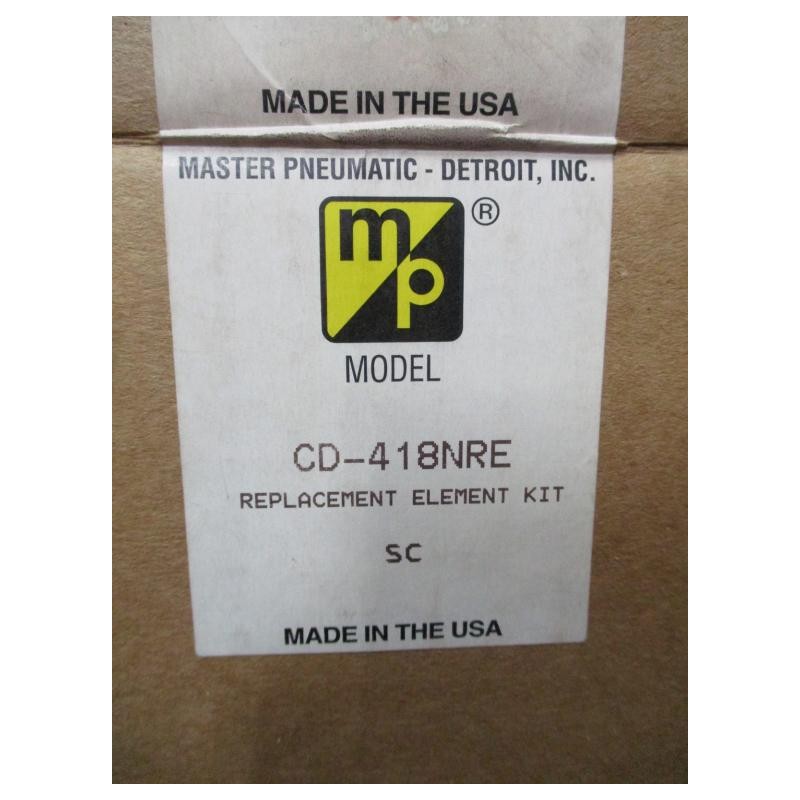 MADE IN THE USA
MASTER PNEUMATIC - DETROIT, INC.
mp ®
MODEL
CD-418NRE
REPLACEMENT ELEMENT KIT
SC
MADE IN THE USA